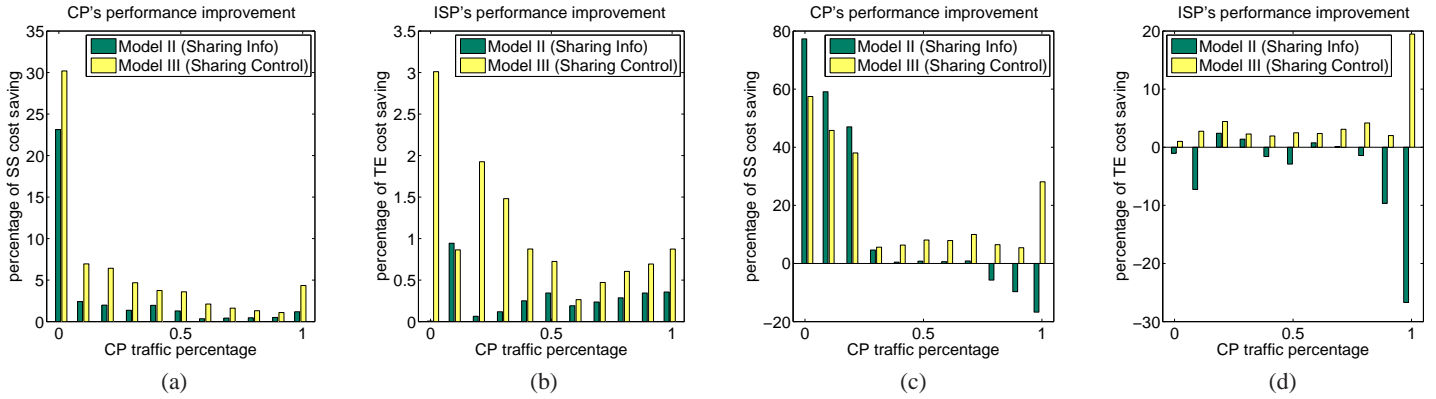 CP's performance improvement
percentage of SS cost saving
35
30
25
20
15
10
5
0
Model II (Sharing Info)
Model III (Sharing Control)
0
0.5
1
CP traffic percentage
(a)
ISP's performance improvement
percentage of TE cost saving
3.5
3
2.5
2
1.5
1
0.5
0
Model II (Sharing Info)
Model III (Sharing Control)
0
0.5
1
CP traffic percentage
(b)
CP's performance improvement
percentage of SS cost saving
80
60
40
20
0
−20
Model II (Sharing Info)
Model III (Sharing Control)
0
0.5
1
CP traffic percentage
(c)
ISP's performance improvement
percentage of TE cost saving
20
10
0
−10
−20
−30
Model II (Sharing Info)
Model III (Sharing Control)
0
0.5
1
CP traffic percentage
(d)